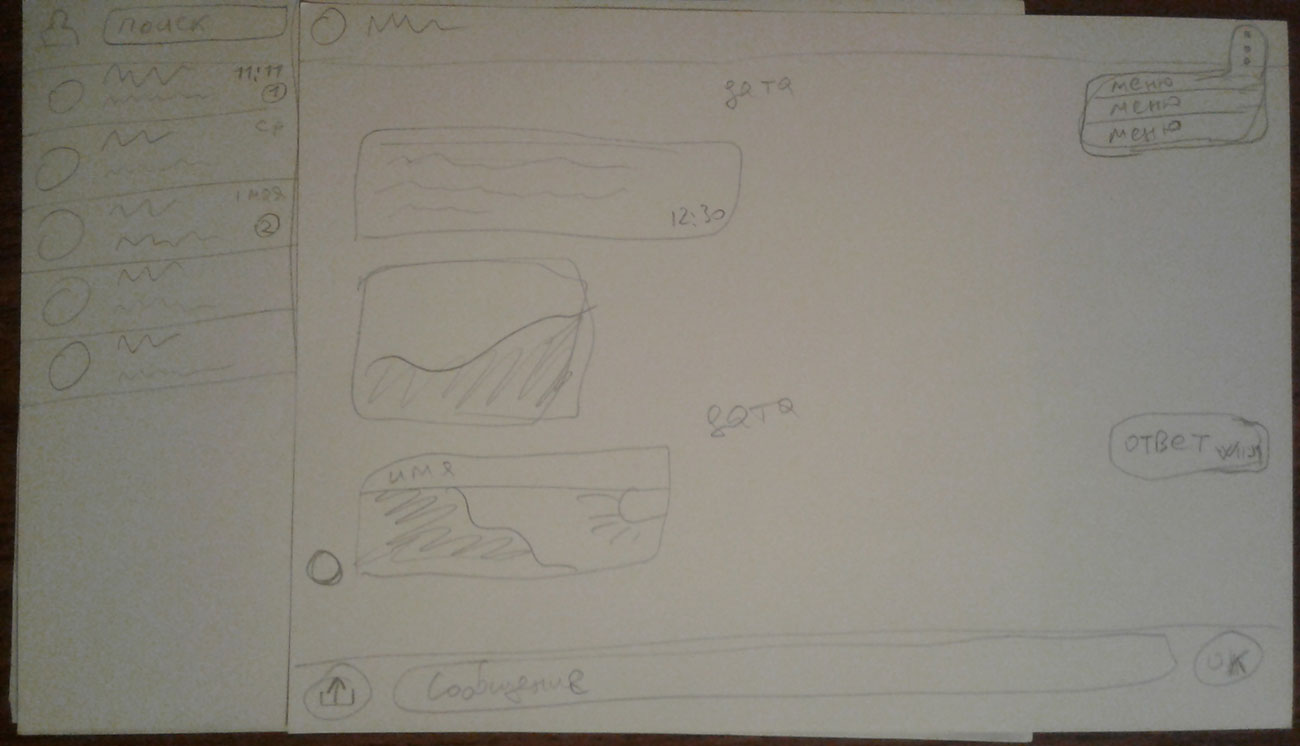 поиск
11:11
1
ср
1 мая
2
дата
меню
меню
меню
12:30
дата
ответ
имя
Сообщение
ОК